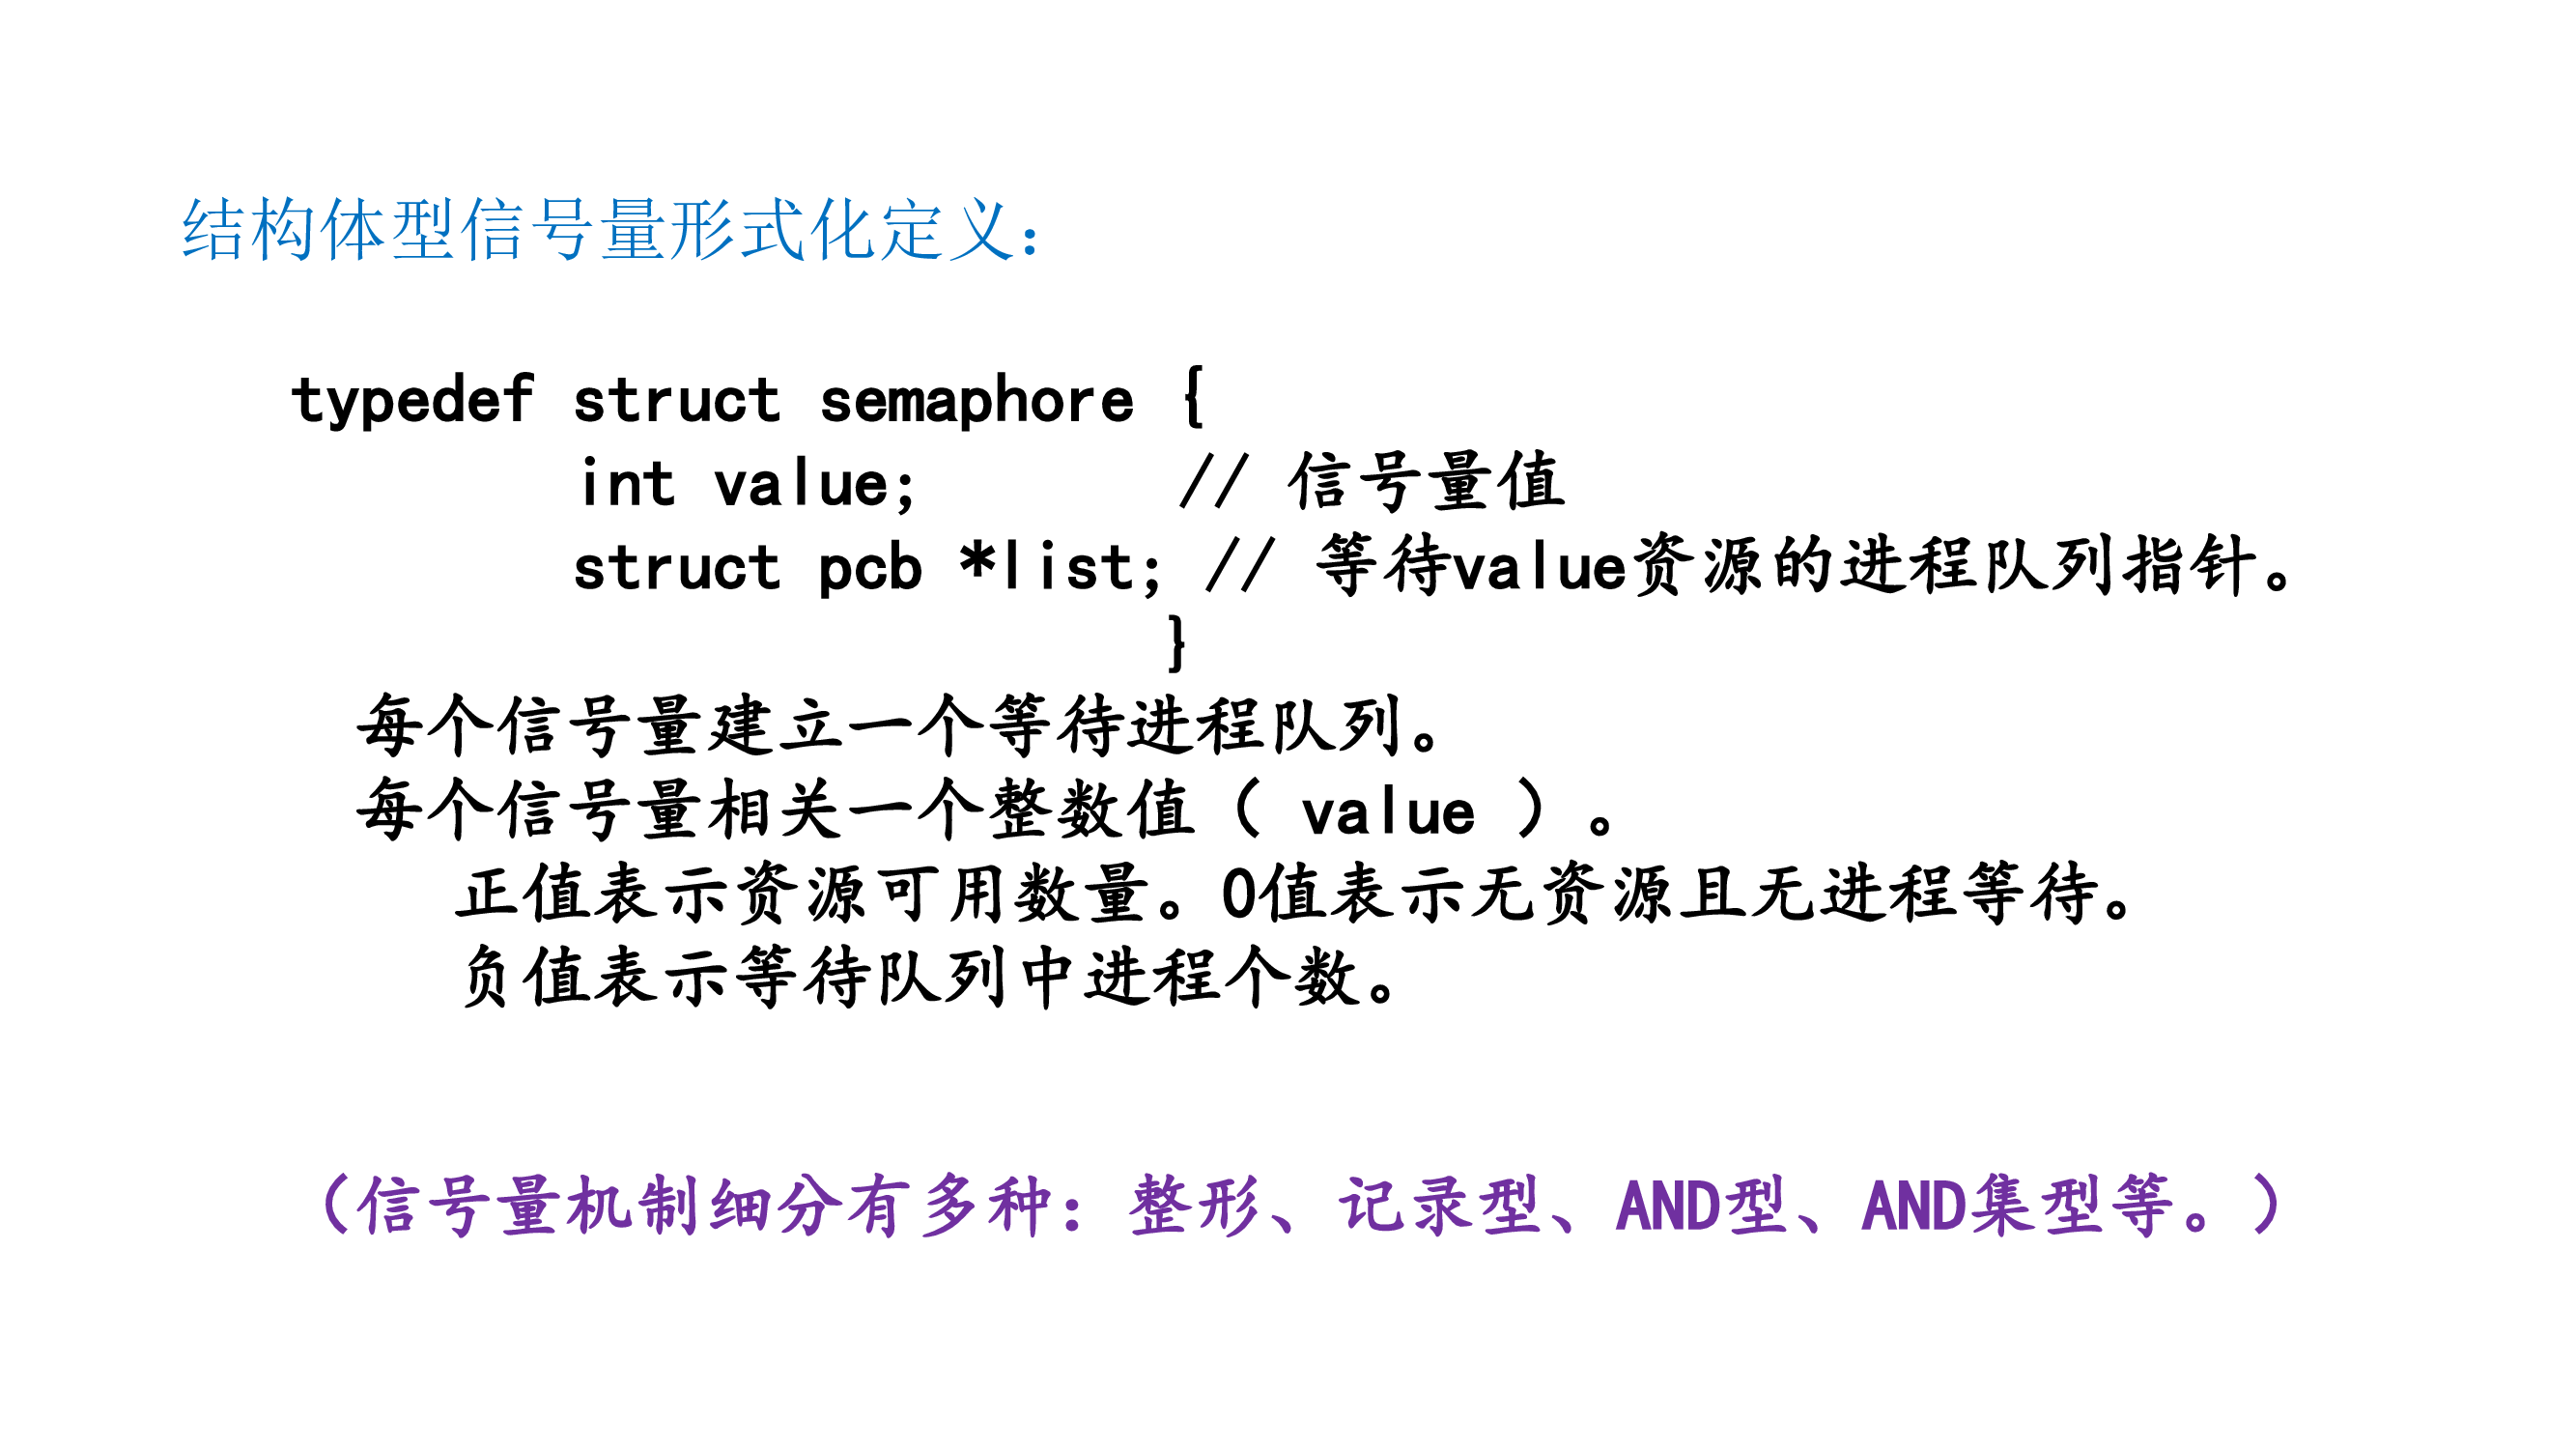 结构体型信号量形式化定义：
typedef struct semaphore {
int value; // 信号量值
struct pcb *list; // 等待value资源的进程队列指针。
}
每个信号量建立一个等待进程队列。
每个信号量相关一个整数值（ value ）。
正值表示资源可用数量。0值表示无资源且无进程等待。
负值表示等待队列中进程个数。
（信号量机制细分有多种：整形、记录型、AND型、AND集型等。）